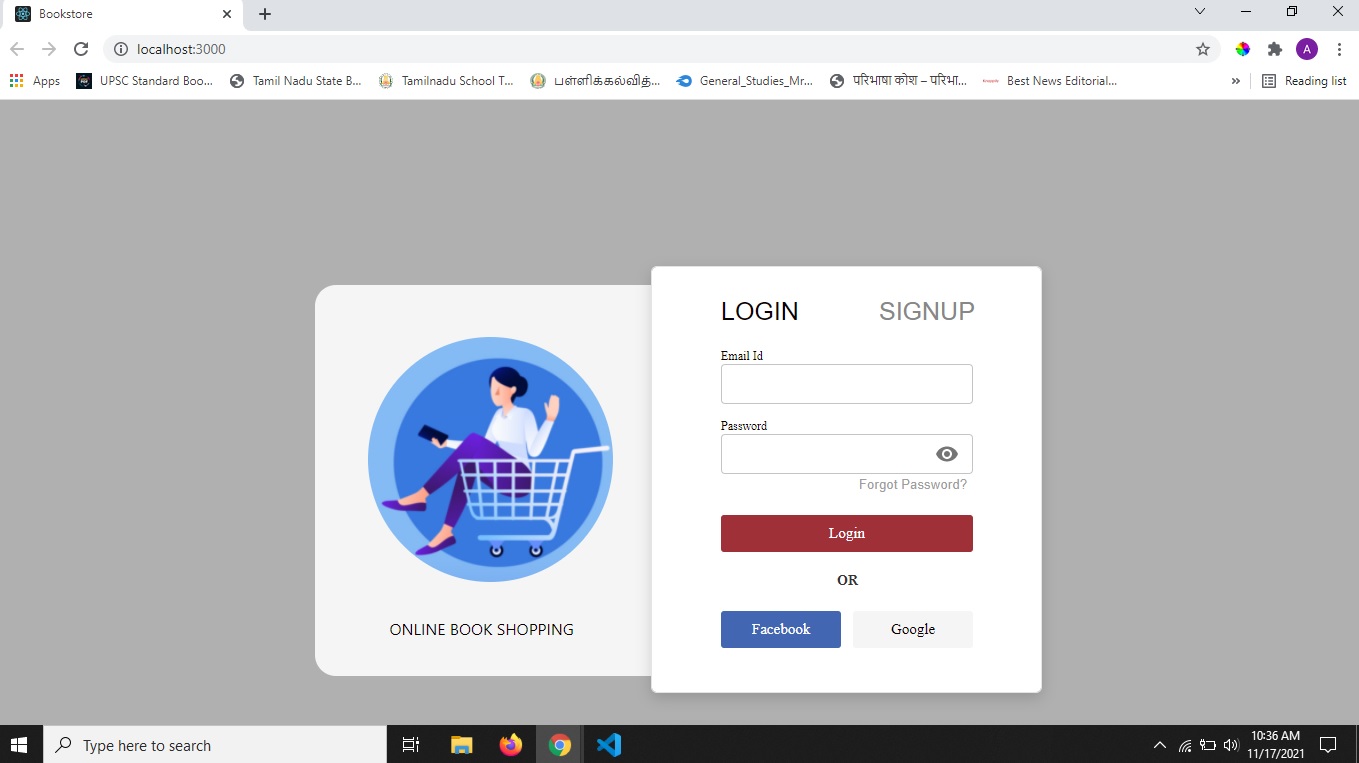 Bookstore
localhost:3000
A
Apps
UPSC Standard Boo...
Tamil Nadu State B...
Tamilnadu School T...
பள்ளிக்கல்வித்...
General_Studies_Mr...
परिभाषा कोश – परिभा...
Best News Editorial...
»
Reading list
LOGIN
SIGNUP
Email Id
Password
Forgot Password?
Login
OR
Facebook
Google
ONLINE BOOK SHOPPING
Type here to search
10:36 AM
11/17/2021